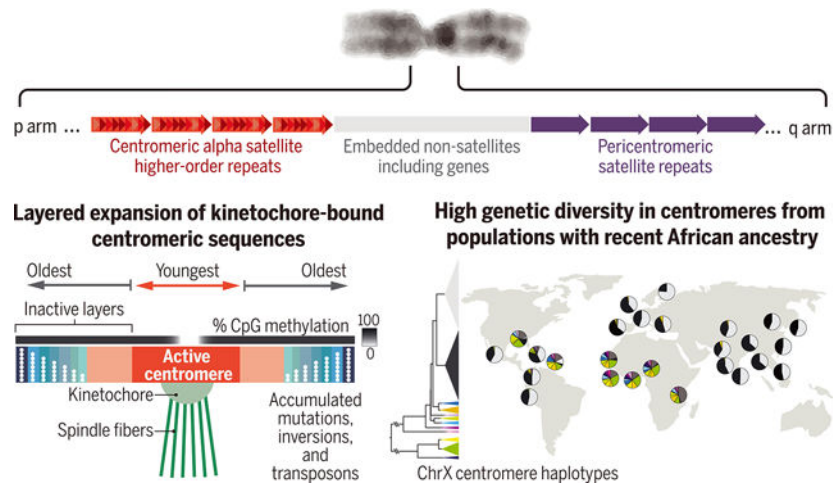 p arm ...
... q arm
Centromeric alpha satellite
higher-order repeats
Embedded non-satellites
including genes
Pericentromeric
satellite repeats
Layered expansion of kinetochore-bound
centromeric sequences
Oldest
Youngest
Oldest
Inactive layers
% CpG methylation
100
0
Active
centromere
Kinetochore
Spindle fibers
Accumulated
mutations,
inversions,
and
transposons
High genetic diversity in centromeres from
populations with recent African ancestry
ChrX centromere haplotypes